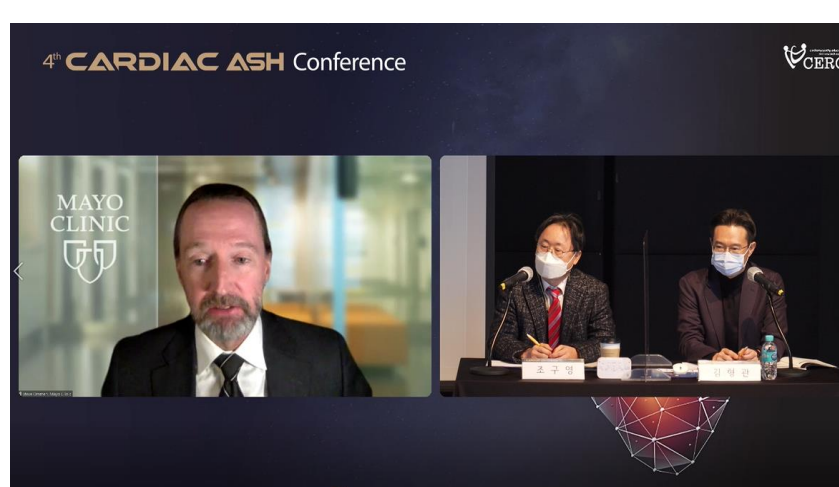 4th CARDIAC ASH Conference
CERC
MAYO
CLINIC
조구영
김형관